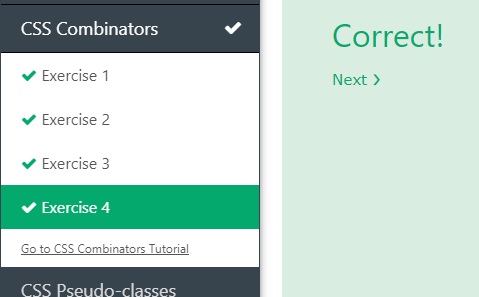 CSS Combinators
Exercise 1
Exercise 2
Exercise 3
Exercise 4
Go to CSS Combinators Tutorial
CSS Pseudo-classes
Correct!
Next ❯